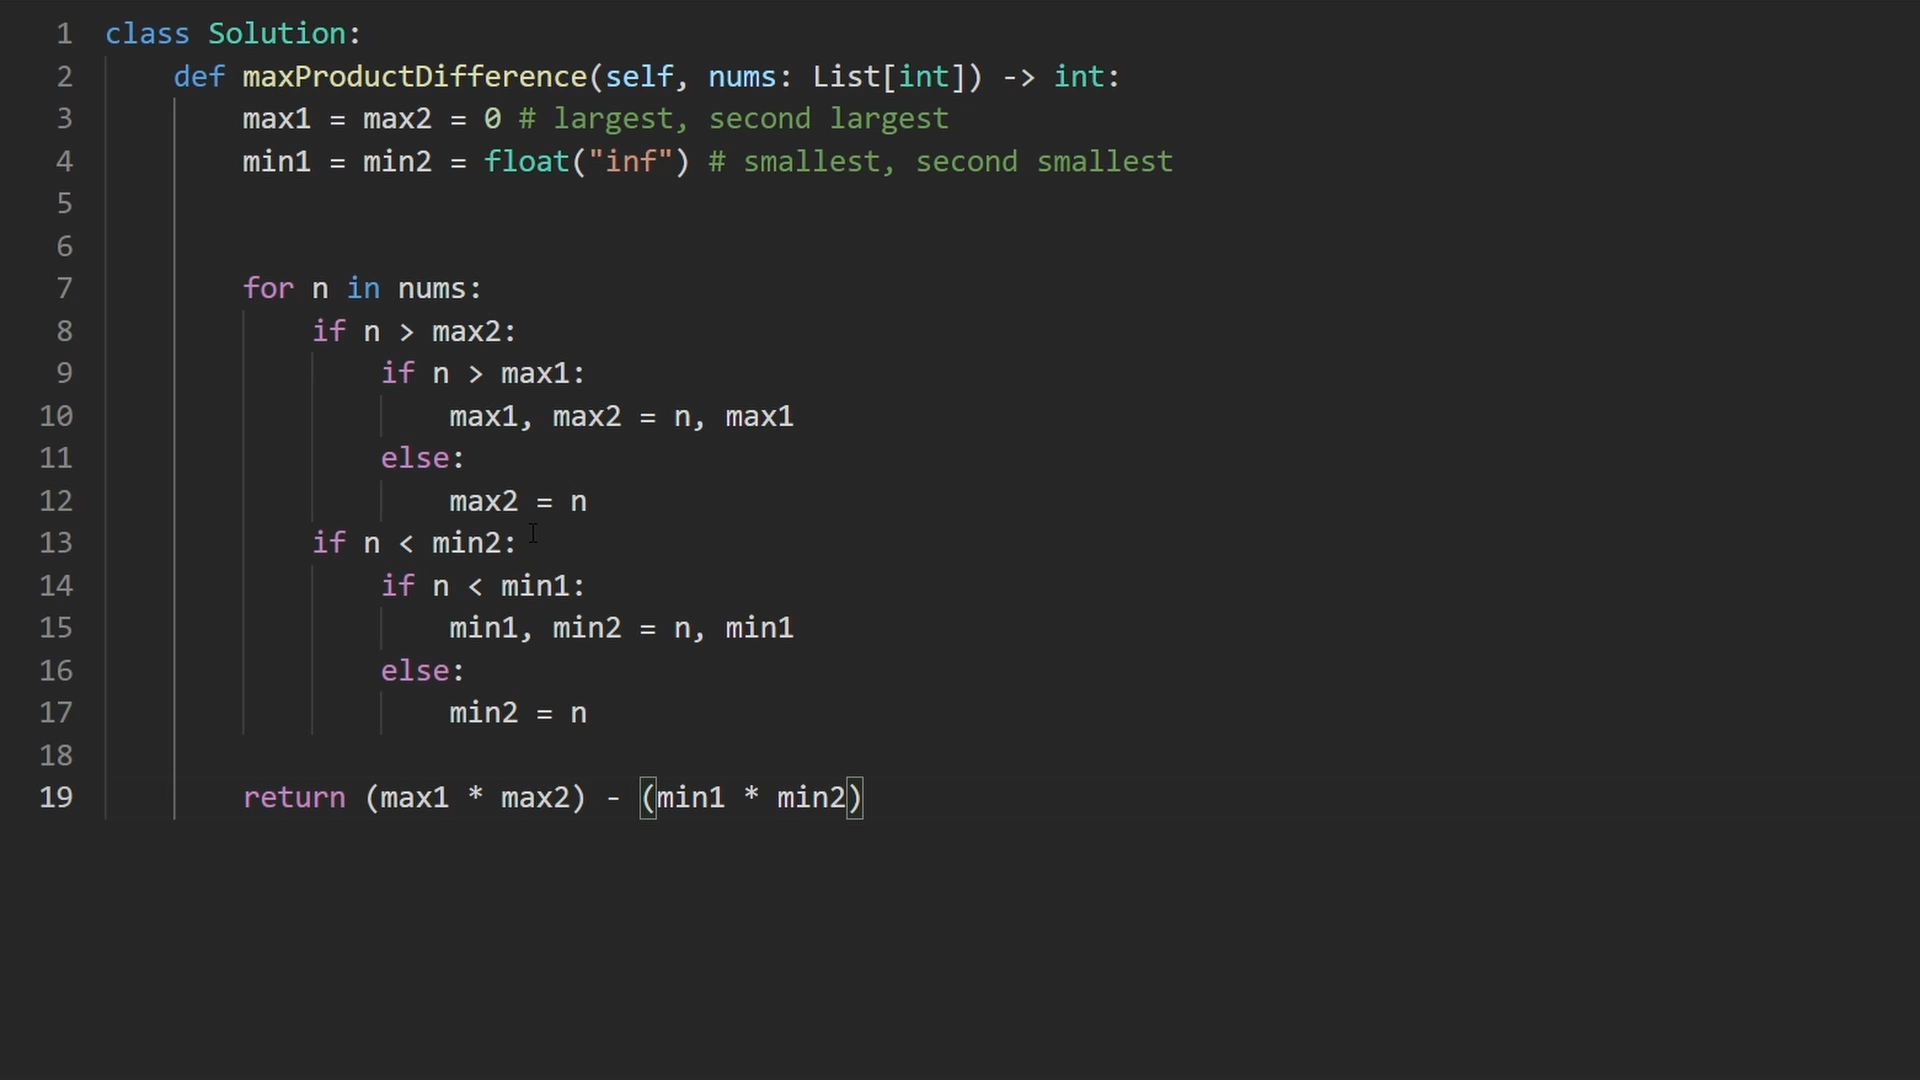 1 class Solution:
2 def maxProductDifference(self, nums: List[int]) -> int:
3 max1 = max2 = 0 # largest, second largest
4 min1 = min2 = float("inf") # smallest, second smallest
5
6
7 for n in nums:
8 if n > max2:
9 if n > max1:
10 max1, max2 = n, max1
11 else:
12 max2 = n
13 if n < min2:
14 if n < min1:
15 min1, min2 = n, min1
16 else:
17 min2 = n
18
19 return (max1 * max2) - (min1 * min2)